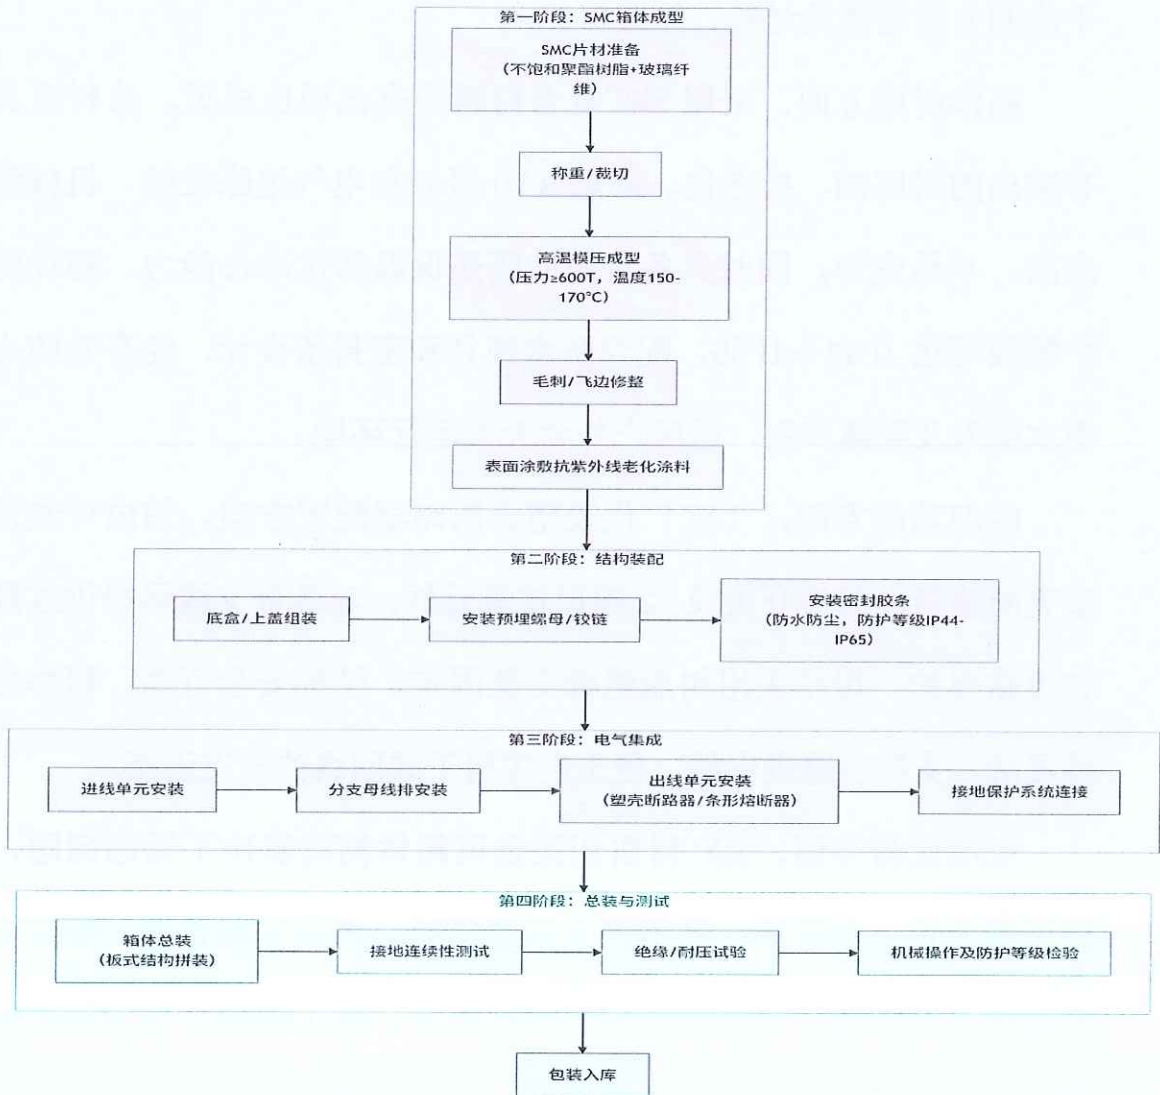 第一阶段：SMC箱体成型
SMC片材准备
（不饱和聚酯树脂+玻璃纤
维）
称重/裁切
高温模压成型
（压力≥600T，温度150-
170°C）
毛刺/飞边修整
表面涂敷抗紫外线老化涂料
第二阶段：结构装配
底盒/上盖组装
安装预埋螺母/铰链
安装密封胶条
（防水防尘，防护等级IP44-
IP65）
第三阶段：电气集成
进线单元安装
分支母线排安装
出线单元安装
（塑壳断路器/条形熔断器）
接地保护系统连接
第四阶段：总装与测试
箱体总装
（板式结构拼装）
接地连续性测试
绝缘/耐压试验
机械操作及防护等级检验
包装入库